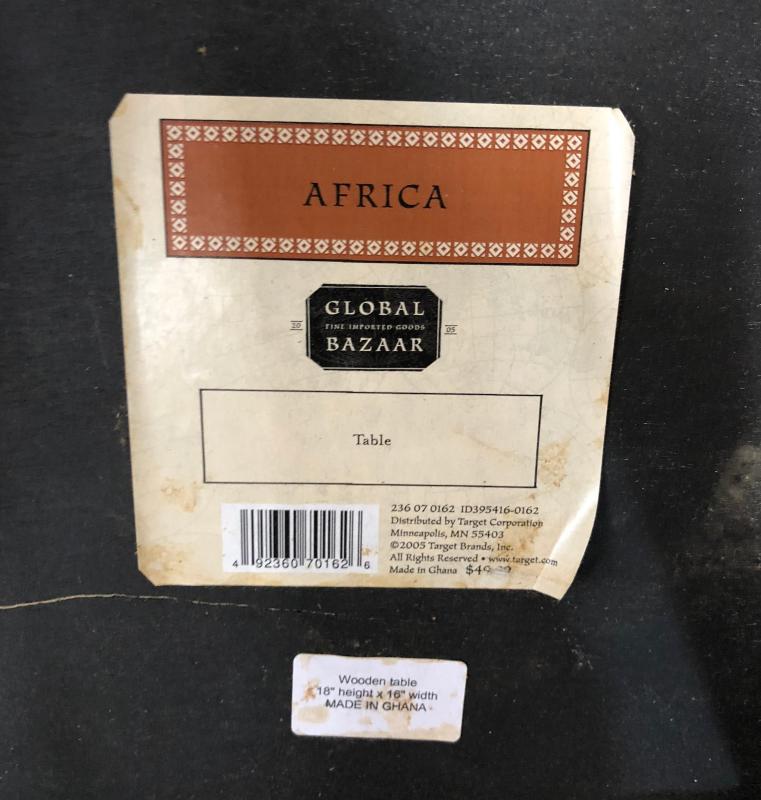 AFRICA
GLOBAL
20 FINE IMPORTED GOODS 05
BAZAAR
Table
236 07 0162 ID395416-0162
Distributed by Target Corporation
Minneapolis, MN 55403
©2005 Target Brands, Inc.
All Rights Reserved • www.target.com
Made in Ghana
4 92360 70162 6
Wooden table
18" height x 16" width
MADE IN GHANA